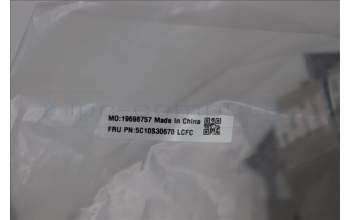 MO:19698757 Made In China
FRU PN:5C10S30670 LCFC